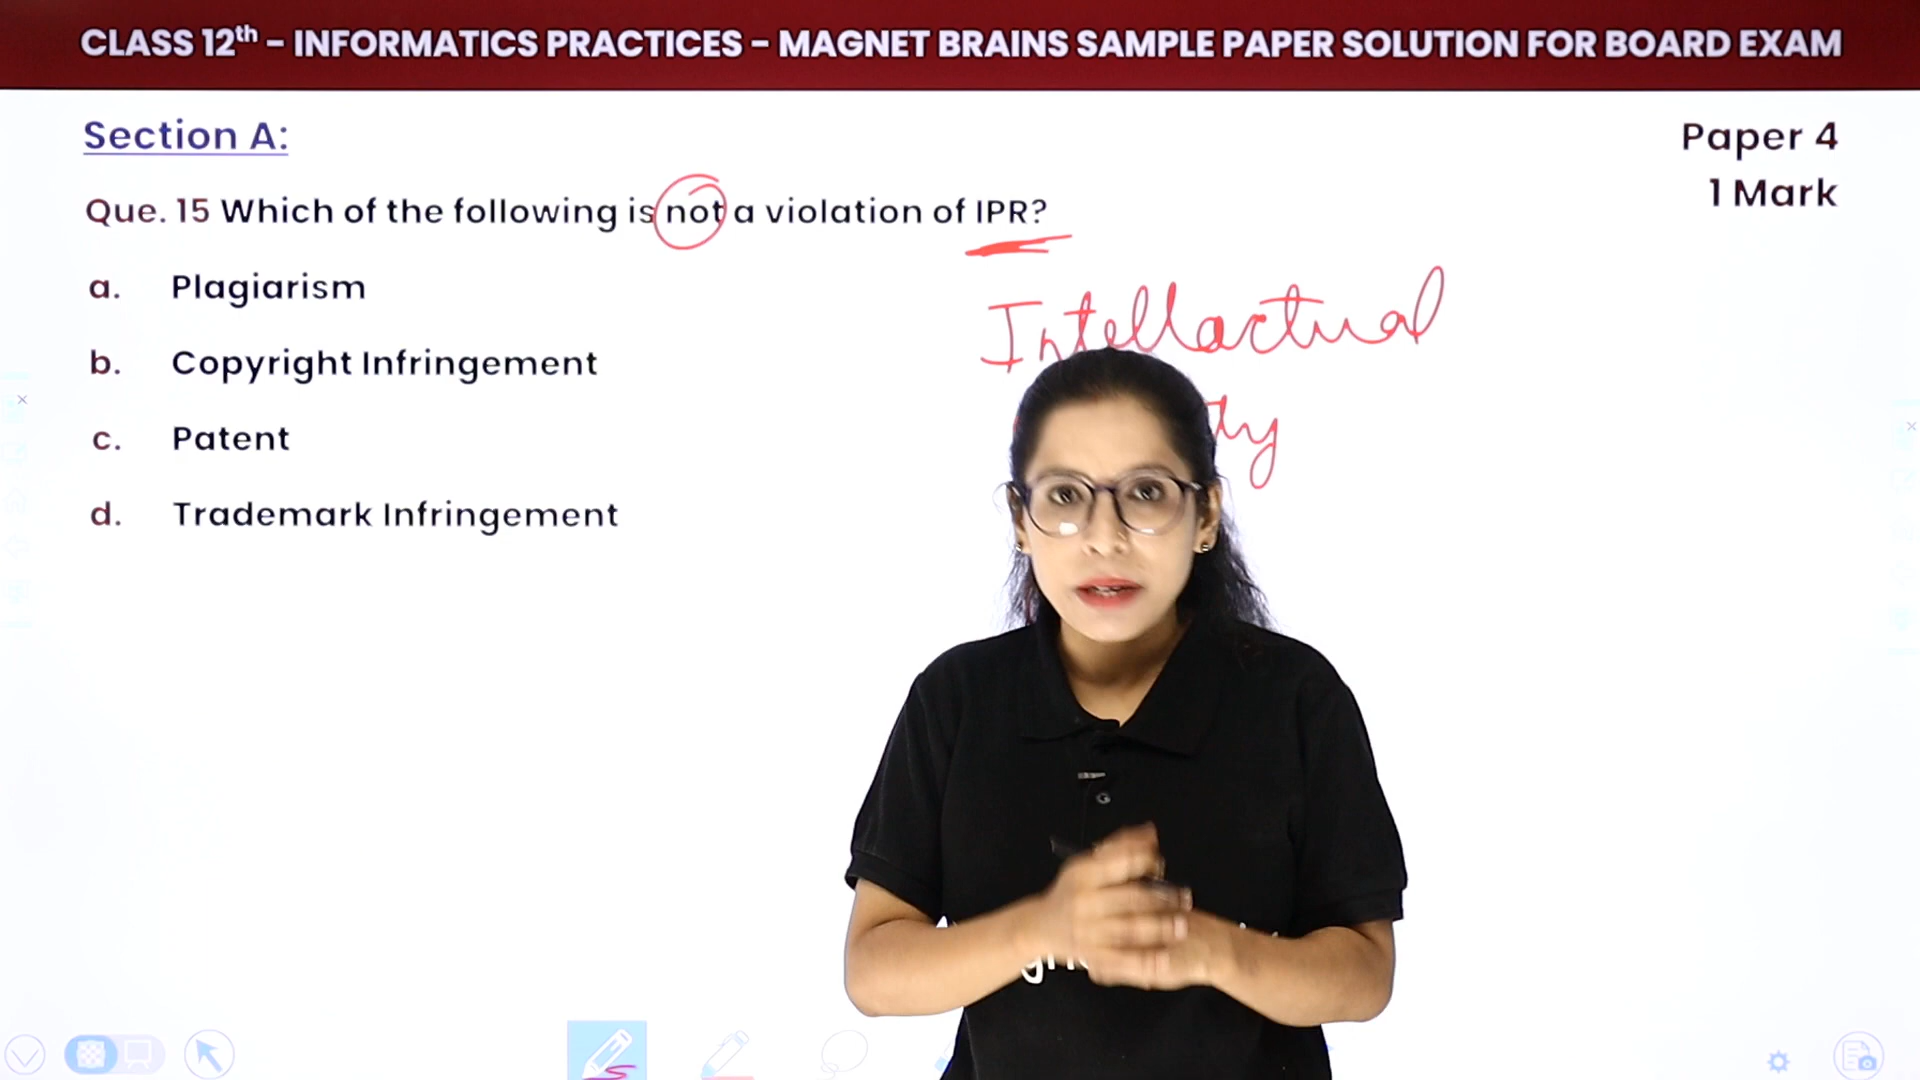 CLASS 12th - INFORMATICS PRACTICES - MAGNET BRAINS SAMPLE PAPER SOLUTION FOR BOARD EXAM
Section A:
Paper 4
1 Mark
Que. 15 Which of the following is not a violation of IPR?
a. Plagiarism
b. Copyright Infringement
c. Patent
d. Trademark Infringement
Intellactual